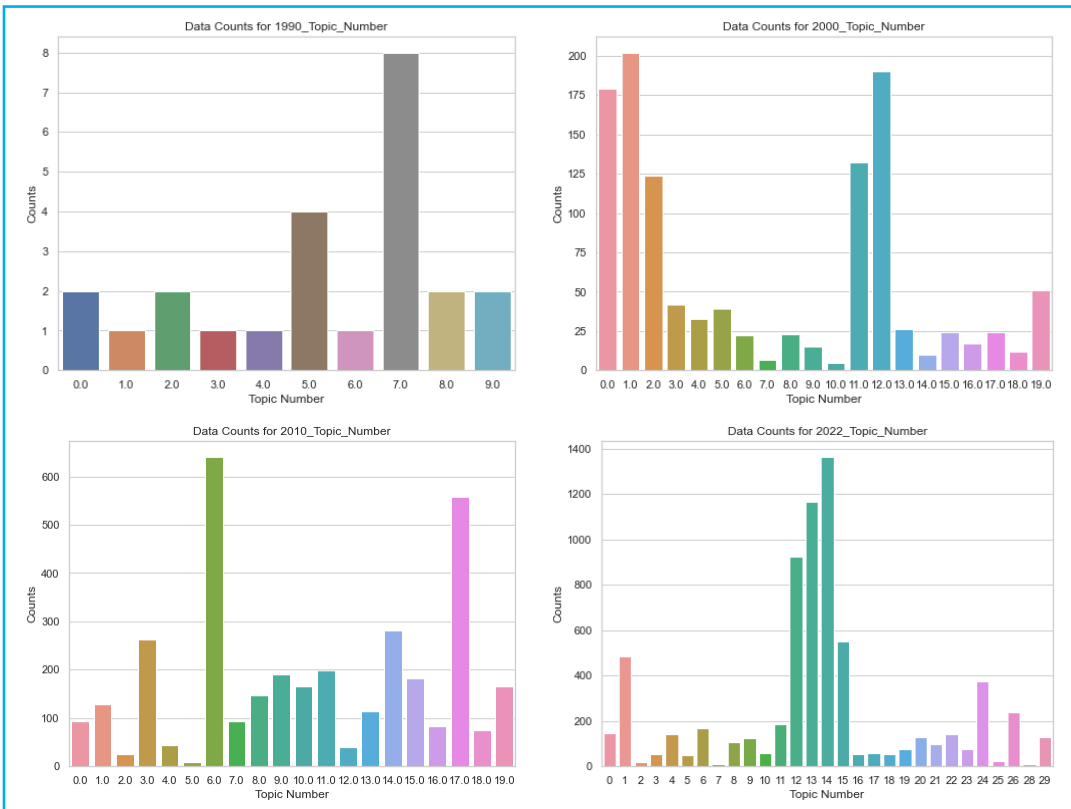 Data Counts for 1990_Topic_Number
8
7
6
5
4
3
2
1
0
Counts
0.0 1.0 2.0 3.0 4.0 5.0 6.0 7.0 8.0 9.0
Topic Number
Data Counts for 2000_Topic_Number
200
175
150
125
100
75
50
25
0
Counts
0.0 1.0 2.0 3.0 4.0 5.0 6.0 7.0 8.0 9.0 10.0 11.0 12.0 13.0 14.0 15.0 16.0 17.0 18.0 19.0
Topic Number
Data Counts for 2010_Topic_Number
600
500
400
300
200
100
0
Counts
0.0 1.0 2.0 3.0 4.0 5.0 6.0 7.0 8.0 9.0 10.0 11.0 12.0 13.0 14.0 15.0 16.0 17.0 18.0 19.0
Topic Number
Data Counts for 2022_Topic_Number
1400
1200
1000
800
600
400
200
0
Counts
0 1 2 3 4 5 6 7 8 9 10 11 12 13 14 15 16 17 18 19 20 21 22 23 24 25 26 28 29
Topic Number